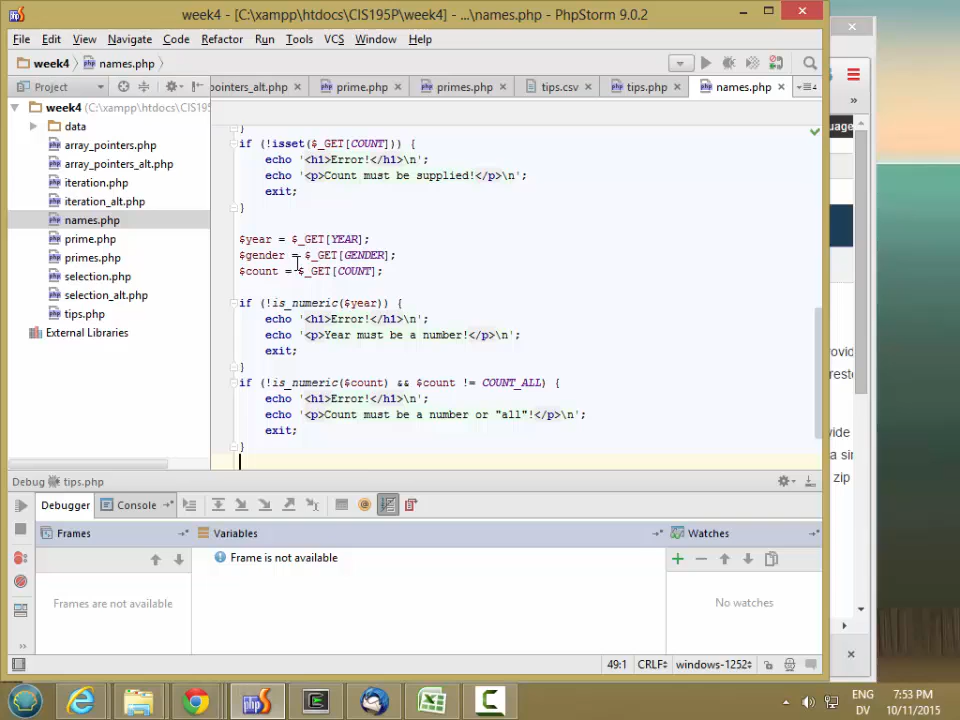 week4 - [C:\xampp\htdocs\CIS195P\week4] - ...\names.php - PhpStorm 9.0.2
File Edit View Navigate Code Refactor Run Tools VCS Window Help
week4 names.php
Project pointers_alt.php prime.php primes.php tips.csv tips.php names.php
week4 (C:\xampp\htdocs\CIS195
data
array_pointers.php
array_pointers_alt.php
iteration.php
iteration_alt.php
names.php
prime.php
primes.php
selection.php
selection_alt.php
tips.php
External Libraries
}
if (!isset($_GET[COUNT])) {
echo '<h1>Error!</h1>\n';
echo '<p>Count must be supplied!</p>\n';
exit;
}
$year = $_GET[YEAR];
$gender = $_GET[GENDER];
$count = $_GET[COUNT];
if (!is_numeric($year)) {
echo '<h1>Error!</h1>\n';
echo '<p>Year must be a number!</p>\n';
exit;
}
if (!is_numeric($count) && $count != COUNT_ALL) {
echo '<h1>Error!</h1>\n';
echo '<p>Count must be a number or "all"!</p>\n';
exit;
}
Debug tips.php
Debugger Console
Frames Variables Watches
Frame is not available
Frames are not available
No watches
49:1 CRLF windows-1252
ENG 7:53 PM
DV 10/11/2015